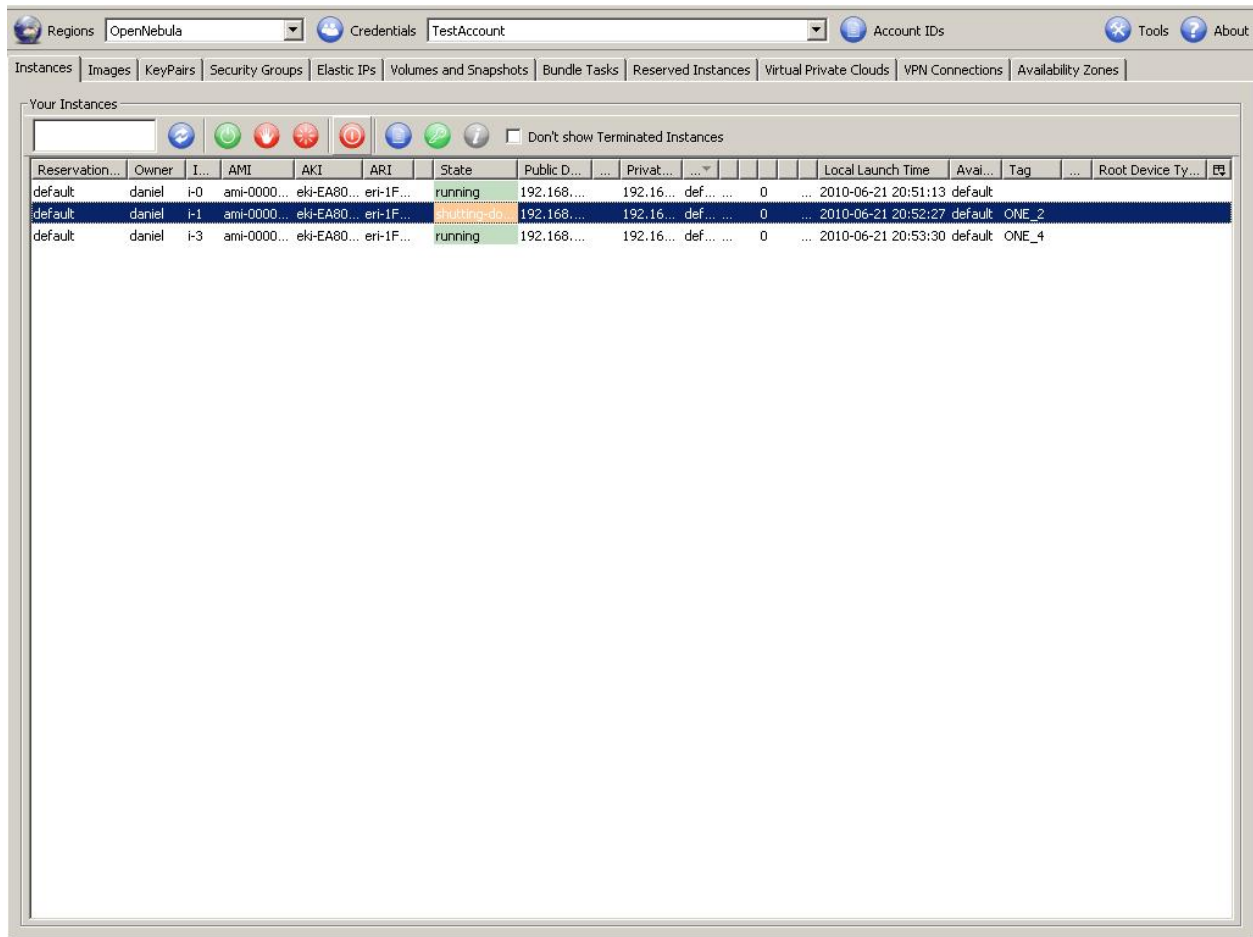 Regions OpenNebula Credentials TestAccount Account IDs Tools About
Instances Images KeyPairs Security Groups Elastic IPs Volumes and Snapshots Bundle Tasks Reserved Instances Virtual Private Clouds VPN Connections Availability Zones
Your Instances
Don't show Terminated Instances
Reservation... Owner I... AMI AKI ARI State Public D... ... Privat... ... Local Launch Time Avai... Tag ... Root Device Ty...
default daniel i-0 ami-0000... eki-EA80... eri-1F... running 192.168.... 192.16... def... ... 0 ... 2010-06-21 20:51:13 default
default daniel i-1 ami-0000... eki-EA80... eri-1F... shutting-do 192.168.... 192.16... def... ... 0 ... 2010-06-21 20:52:27 default ONE_2
default daniel i-3 ami-0000... eki-EA80... eri-1F... running 192.168.... 192.16... def... ... 0 ... 2010-06-21 20:53:30 default ONE_4